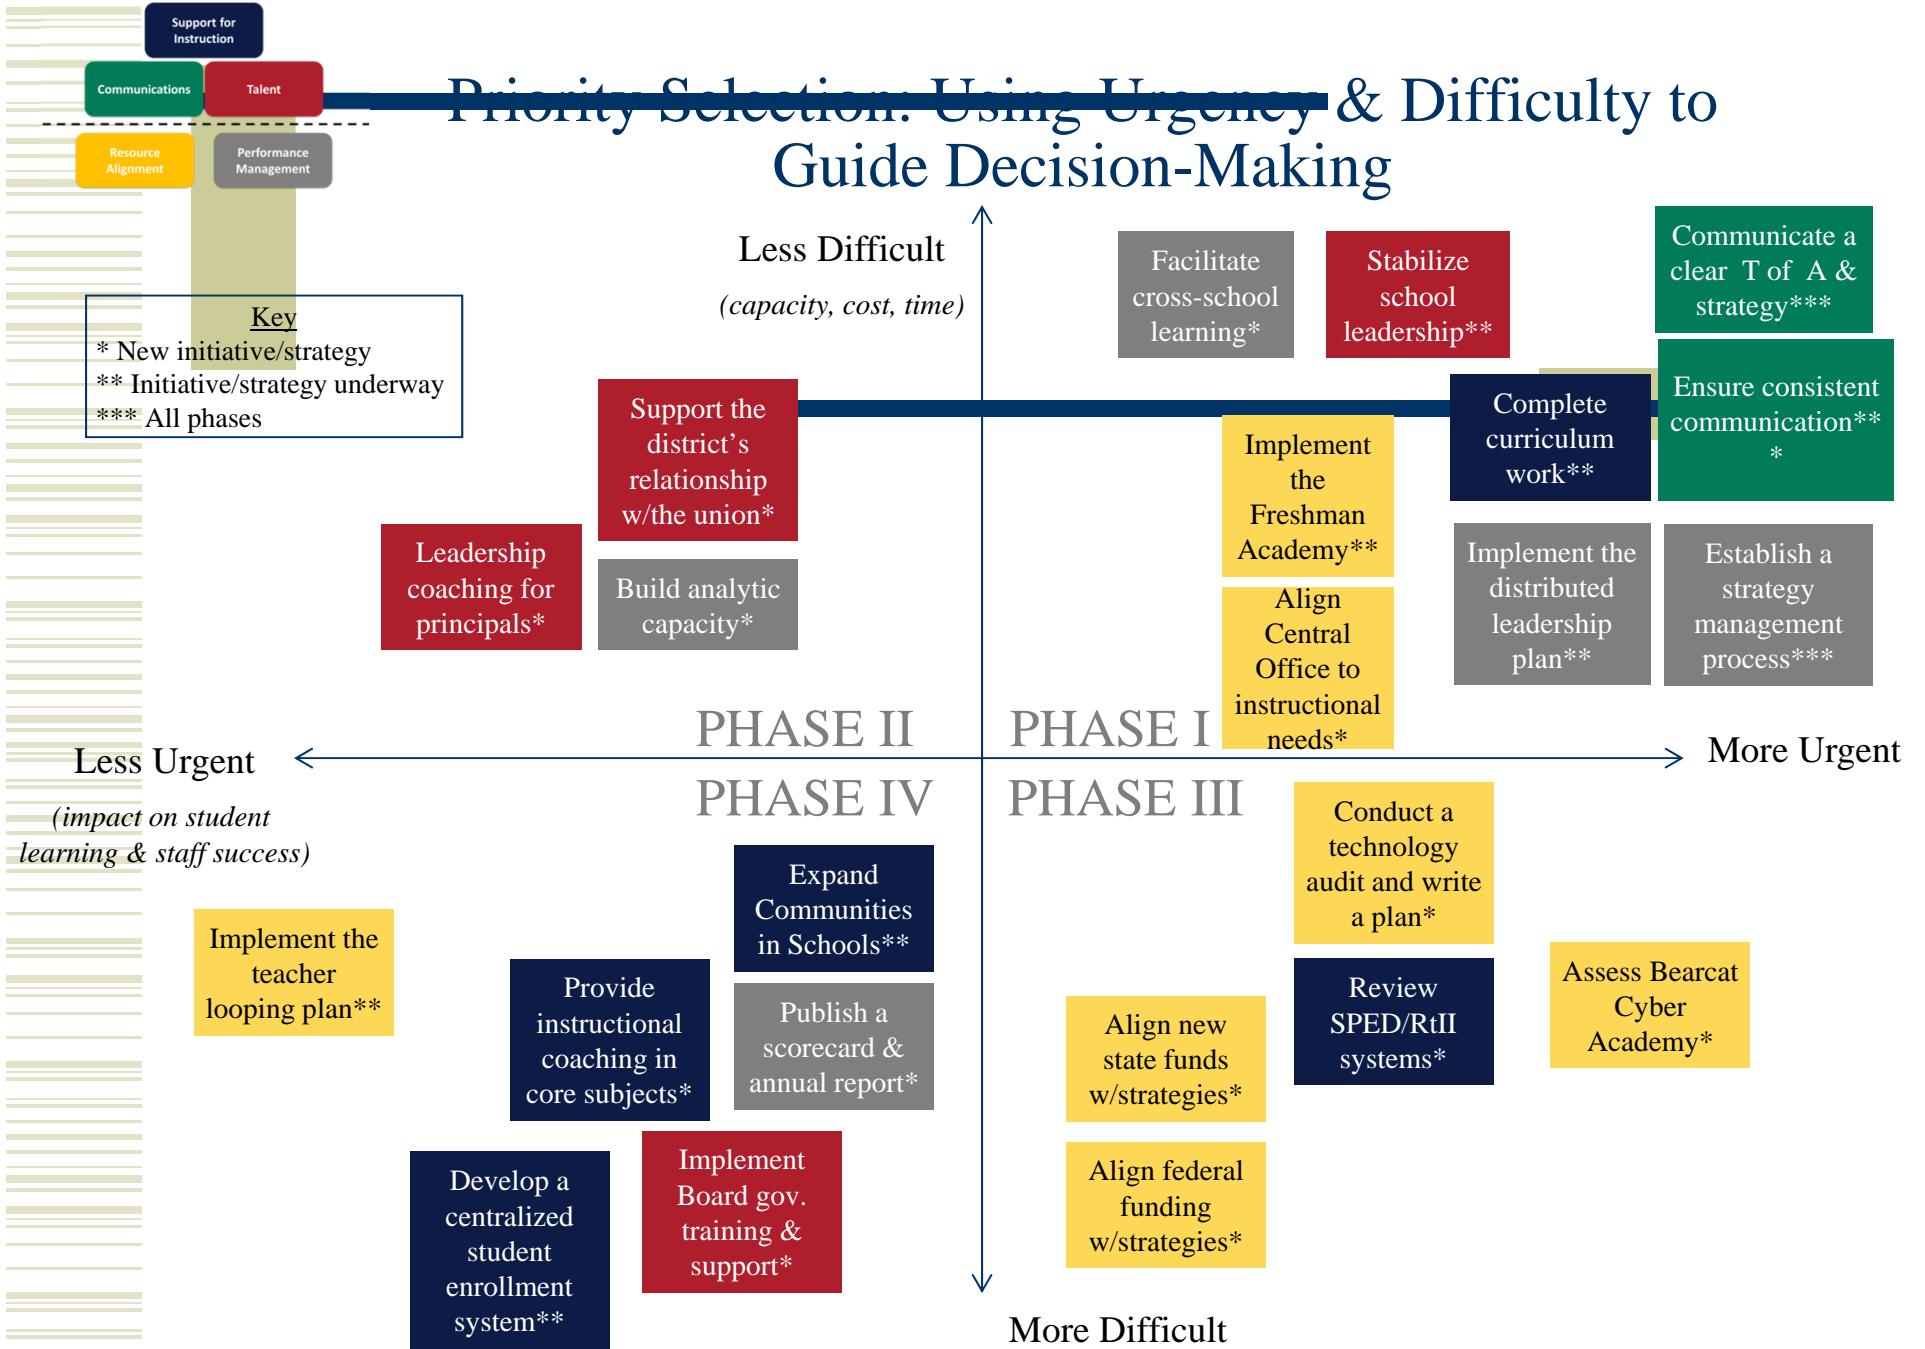 Support for
Instruction
Communications
Talent
Resource
Alignment
Performance
Management
Priority Selection: Using Urgency & Difficulty to
Guide Decision-Making
Key
* New initiative/strategy
** Initiative/strategy underway
*** All phases
Less Difficult
(capacity, cost, time)
Support the
district’s
relationship
w/the union*
Leadership
coaching for
principals*
Build analytic
capacity*
Facilitate
cross-school
learning*
Stabilize
school
leadership**
Communicate a
clear T of A &
strategy***
Implement
the
Freshman
Academy**
Complete
curriculum
work**
Ensure consistent
communication**
*
Align
Central
Office to
instructional
needs*
Implement the
distributed
leadership
plan**
Establish a
strategy
management
process***
PHASE II
PHASE I
Less Urgent
(impact on student
learning & staff success)
More Urgent
PHASE IV
PHASE III
Implement the
teacher
looping plan**
Provide
instructional
coaching in
core subjects*
Expand
Communities
in Schools**
Publish a
scorecard &
annual report*
Develop a
centralized
student
enrollment
system**
Implement
Board gov.
training &
support*
Conduct a
technology
audit and write
a plan*
Align new
state funds
w/strategies*
Review
SPED/RtII
systems*
Assess Bearcat
Cyber
Academy*
Align federal
funding
w/strategies*
More Difficult